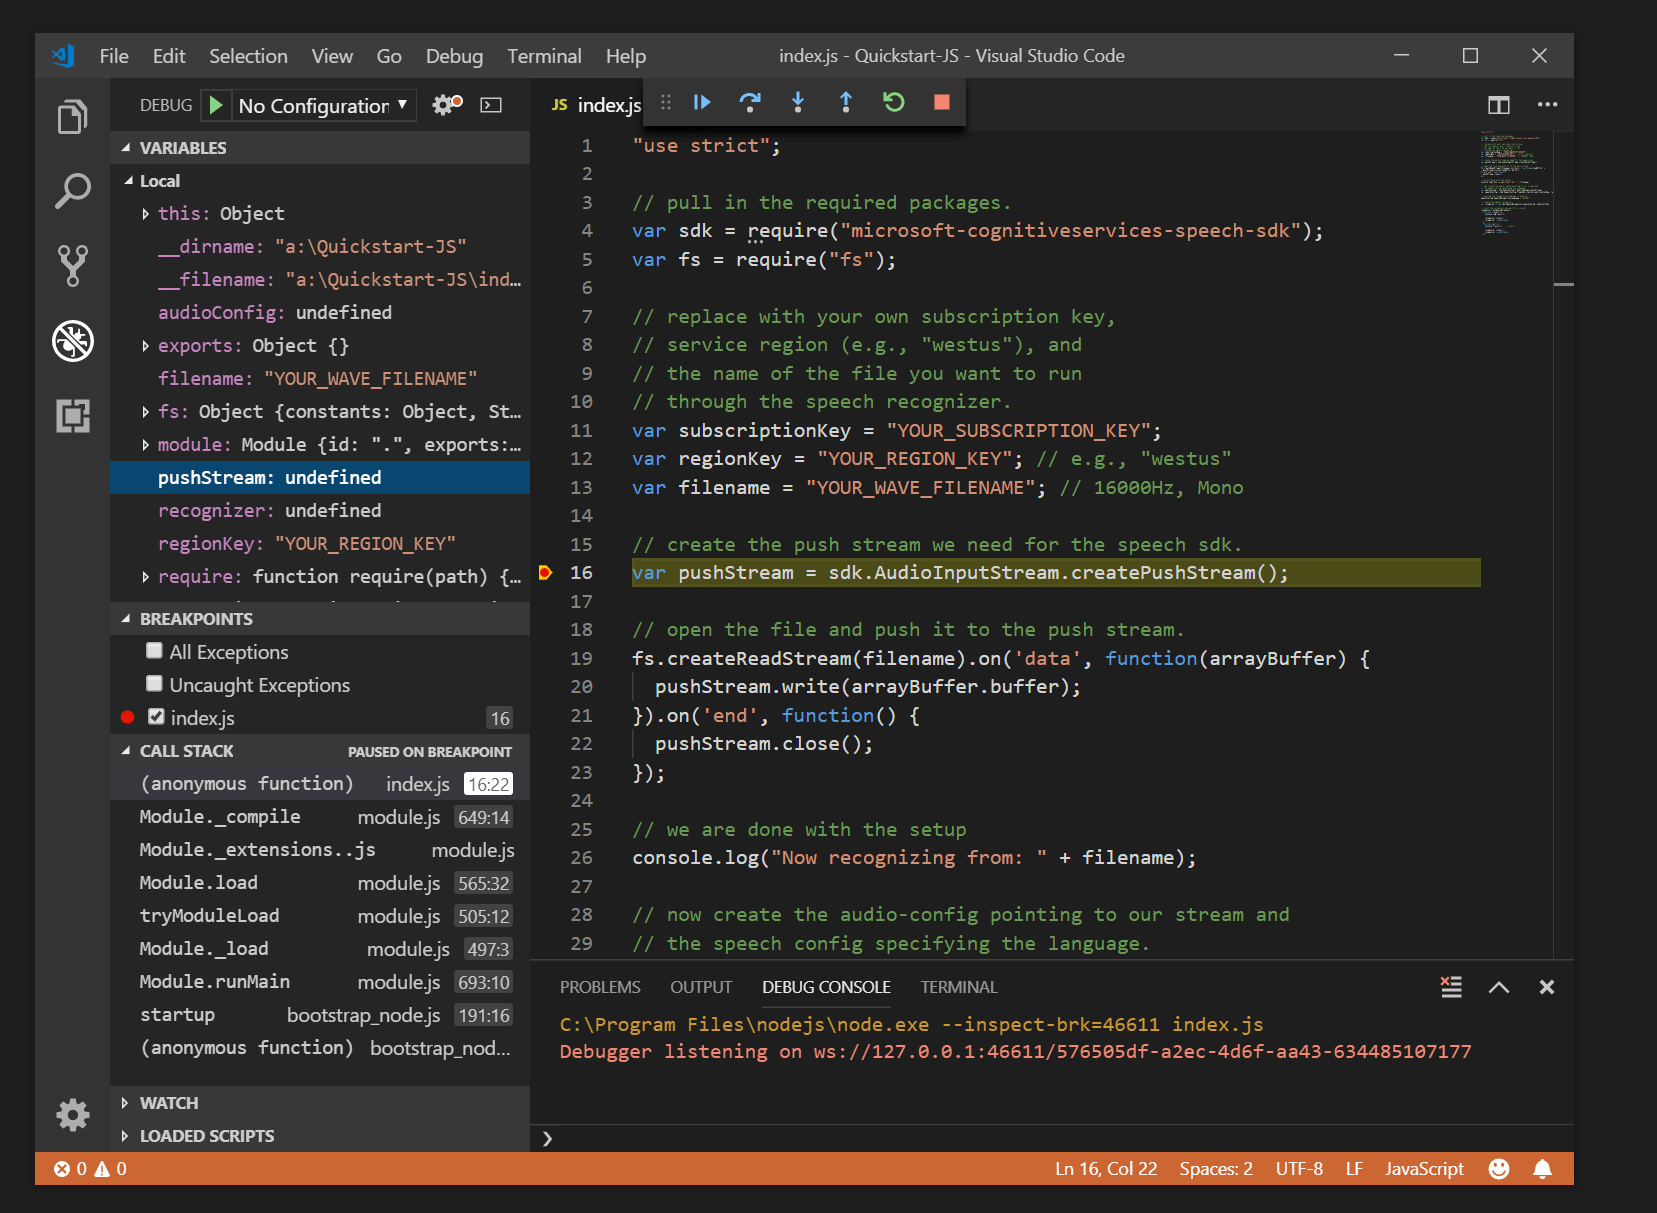 File Edit Selection View Go Debug Terminal Help
index.js - Quickstart-JS - Visual Studio Code
DEBUG No Configuration
VARIABLES
Local
this: Object
__dirname: "a:\Quickstart-JS"
__filename: "a:\Quickstart-JS\ind…
audioConfig: undefined
exports: Object {}
filename: "YOUR_WAVE_FILENAME"
fs: Object {constants: Object, St…
module: Module {id: ".", exports:…
pushStream: undefined
recognizer: undefined
regionKey: "YOUR_REGION_KEY"
require: function require(path) {…
BREAKPOINTS
All Exceptions
Uncaught Exceptions
index.js 16
CALL STACK PAUSED ON BREAKPOINT
(anonymous function) index.js 16:22
Module._compile module.js 649:14
Module._extensions..js module.js
Module.load module.js 565:32
tryModuleLoad module.js 505:12
Module._load module.js 497:3
Module.runMain module.js 693:10
startup bootstrap_node.js 191:16
(anonymous function) bootstrap_nod...
WATCH
LOADED SCRIPTS
JS index.js
1 "use strict";
2
3 // pull in the required packages.
4 var sdk = require("microsoft-cognitiveservices-speech-sdk");
5 var fs = require("fs");
6
7 // replace with your own subscription key,
8 // service region (e.g., "westus"), and
9 // the name of the file you want to run
10 // through the speech recognizer.
11 var subscriptionKey = "YOUR_SUBSCRIPTION_KEY";
12 var regionKey = "YOUR_REGION_KEY"; // e.g., "westus"
13 var filename = "YOUR_WAVE_FILENAME"; // 16000Hz, Mono
14
15 // create the push stream we need for the speech sdk.
16 var pushStream = sdk.AudioInputStream.createPushStream();
17
18 // open the file and push it to the push stream.
19 fs.createReadStream(filename).on('data', function(arrayBuffer) {
20 pushStream.write(arrayBuffer.buffer);
21 }).on('end', function() {
22 pushStream.close();
23 });
24
25 // we are done with the setup
26 console.log("Now recognizing from: " + filename);
27
28 // now create the audio-config pointing to our stream and
29 // the speech config specifying the language.
PROBLEMS OUTPUT DEBUG CONSOLE TERMINAL
C:\Program Files\nodejs\node.exe --inspect-brk=46611 index.js
Debugger listening on ws://127.0.0.1:46611/576505df-a2ec-4d6f-aa43-634485107177
0 0
Ln 16, Col 22 Spaces: 2 UTF-8 LF JavaScript